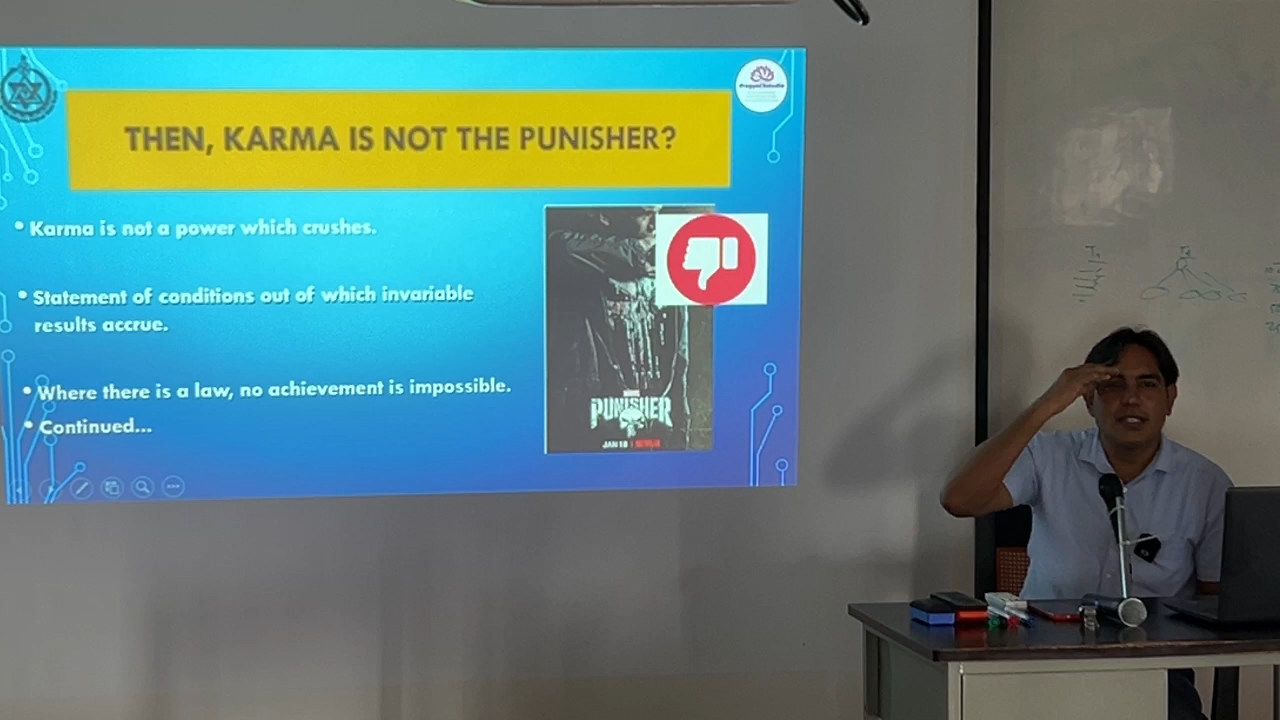 THEN, KARMA IS NOT THE PUNISHER?
• Karma is not a power which crushes.
• Statement of conditions out of which invariable
results accrue.
• Where there is a law, no achievement is impossible.
• Continued...
MARVEL
PUNISHER
JAN 18 | NETFLIX